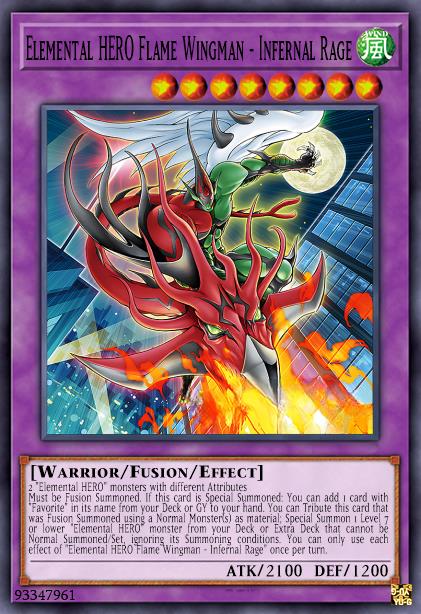 ELEMENTAL HERO FLAME WINGMAN - INFERNAL RAGE
WIND
風
[WARRIOR/FUSION/EFFECT]
2 "Elemental HERO" monsters with different Attributes
Must be Fusion Summoned. If this card is Special Summoned: You can add 1 card with
"Favorite" in its name from your Deck or GY to your hand. You can Tribute this card that
was Fusion Summoned using a Normal Monster(s) as material; Special Summon 1 Level 7
or lower "Elemental HERO" monster from your Deck or Extra Deck that cannot be
Normal Summoned/Set, ignoring its Summoning conditions. You can only use each
effect of "Elemental HERO Flame Wingman - Infernal Rage" once per turn.
ATK/2100 DEF/1200
93347961